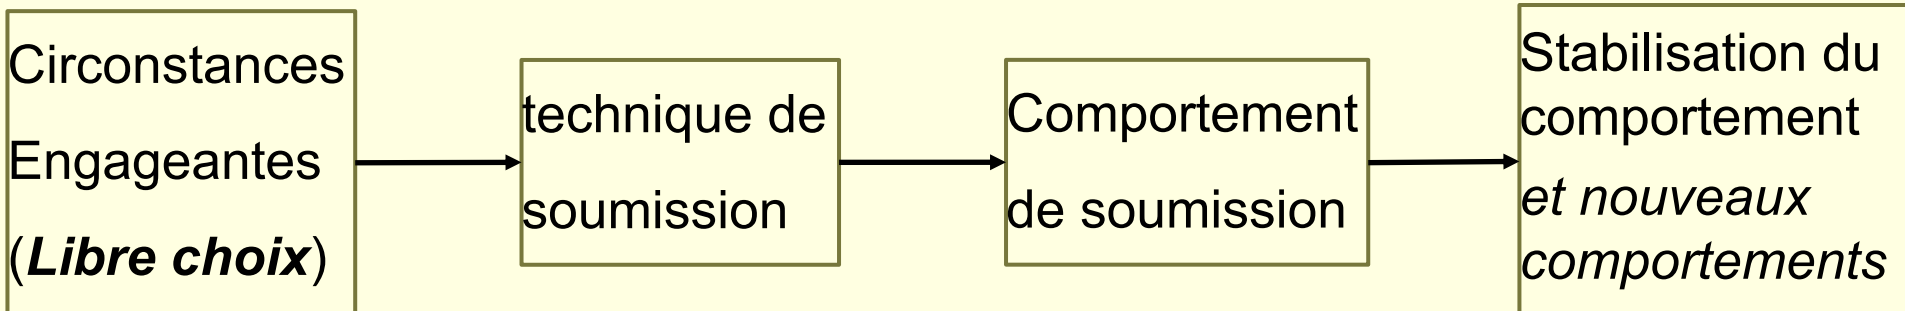 Circonstances
Engageantes
(Libre choix)
technique de
soumission
Comportement
de soumission
Stabilisation du
comportement
et nouveaux
comportements